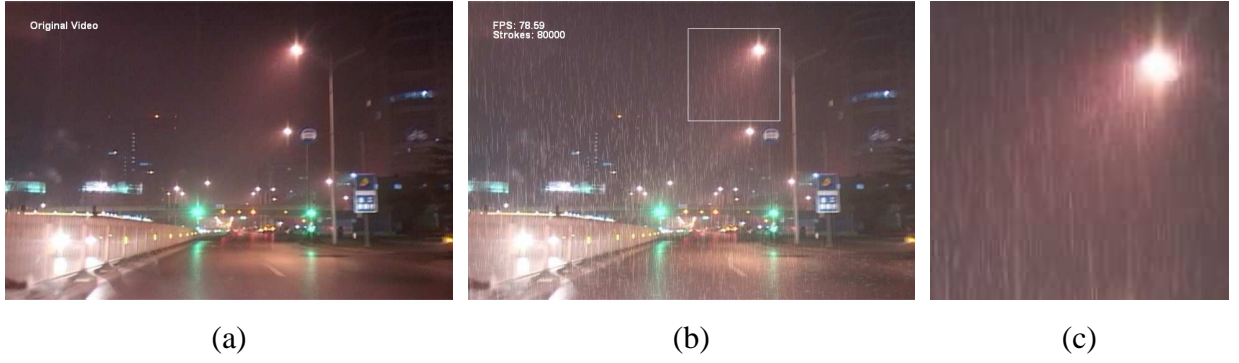 Original Video
FPS: 78.59
Strokes: 80000
(a)
(b)
(c)